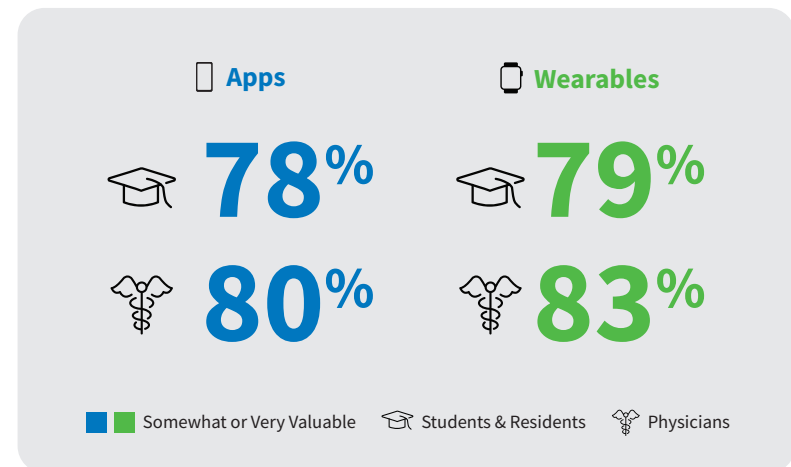 Apps Wearables
78% 79%
80% 83%
Somewhat or Very Valuable Students & Residents Physicians